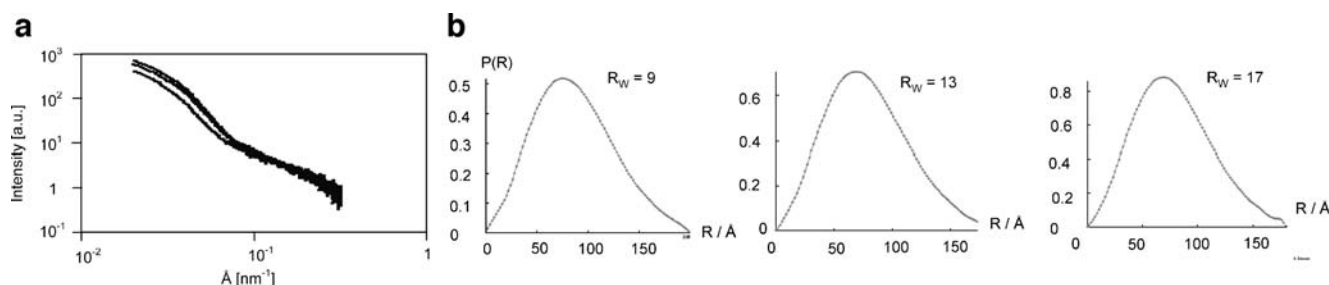 a
Intensity [a.u.]
10³
10²
10¹
1
10⁻¹
10⁻² 10⁻¹ 1
Å [nm⁻¹]
b
P(R)
R_W = 9
0.5
0.4
0.3
0.2
0.1
0
0 50 100 150
R / Å
R_W = 13
0.6
0.4
0.2
0
0 50 100 150
R / Å
R_W = 17
0.8
0.6
0.4
0.2
0
0 50 100 150
R / Å